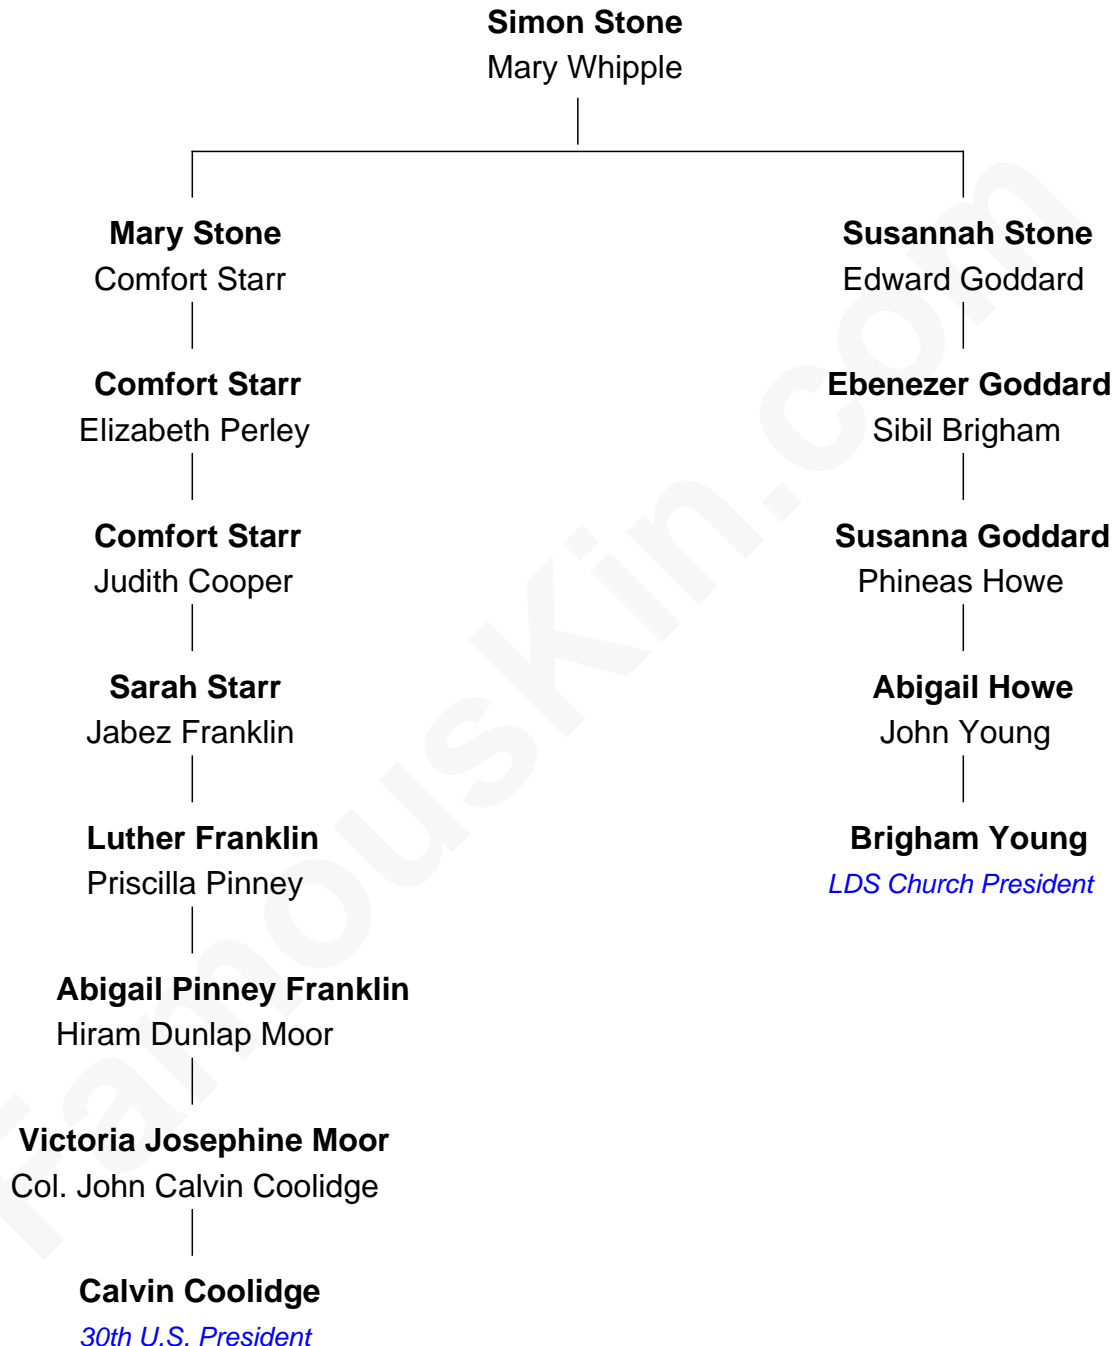 Simon Stone
Mary Whipple
Mary Stone
Comfort Starr
Susannah Stone
Edward Goddard
Comfort Starr
Elizabeth Perley
Ebenezer Goddard
Sibil Brigham
Comfort Starr
Judith Cooper
Susanna Goddard
Phineas Howe
Sarah Starr
Jabez Franklin
Abigail Howe
John Young
Luther Franklin
Priscilla Pinney
Brigham Young
LDS Church President
Abigail Pinney Franklin
Hiram Dunlap Moor
Victoria Josephine Moor
Col. John Calvin Coolidge
Calvin Coolidge
30th U.S. President
FamousKin.com